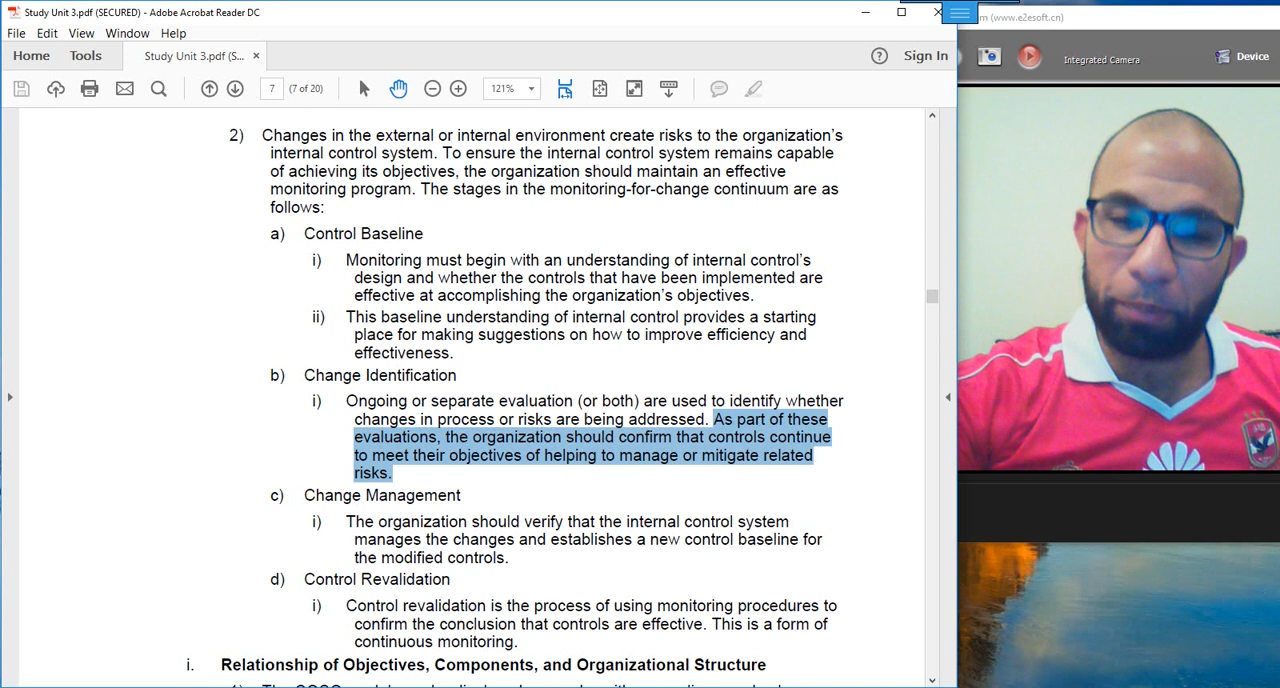 Study Unit 3.pdf (SECURED) - Adobe Acrobat Reader DC
m (www.e2esoft.cn)
File Edit View Window Help
Home Tools Study Unit 3.pdf (S... × Sign In
Integrated Camera Device
7 (7 of 20) 121%
2) Changes in the external or internal environment create risks to the organization's
internal control system. To ensure the internal control system remains capable
of achieving its objectives, the organization should maintain an effective
monitoring program. The stages in the monitoring-for-change continuum are as
follows:
a) Control Baseline
i) Monitoring must begin with an understanding of internal control's
design and whether the controls that have been implemented are
effective at accomplishing the organization's objectives.
ii) This baseline understanding of internal control provides a starting
place for making suggestions on how to improve efficiency and
effectiveness.
b) Change Identification
i) Ongoing or separate evaluation (or both) are used to identify whether
changes in process or risks are being addressed. As part of these
evaluations, the organization should confirm that controls continue
to meet their objectives of helping to manage or mitigate related
risks.
c) Change Management
i) The organization should verify that the internal control system
manages the changes and establishes a new control baseline for
the modified controls.
d) Control Revalidation
i) Control revalidation is the process of using monitoring procedures to
confirm the conclusion that controls are effective. This is a form of
continuous monitoring.
i. Relationship of Objectives, Components, and Organizational Structure